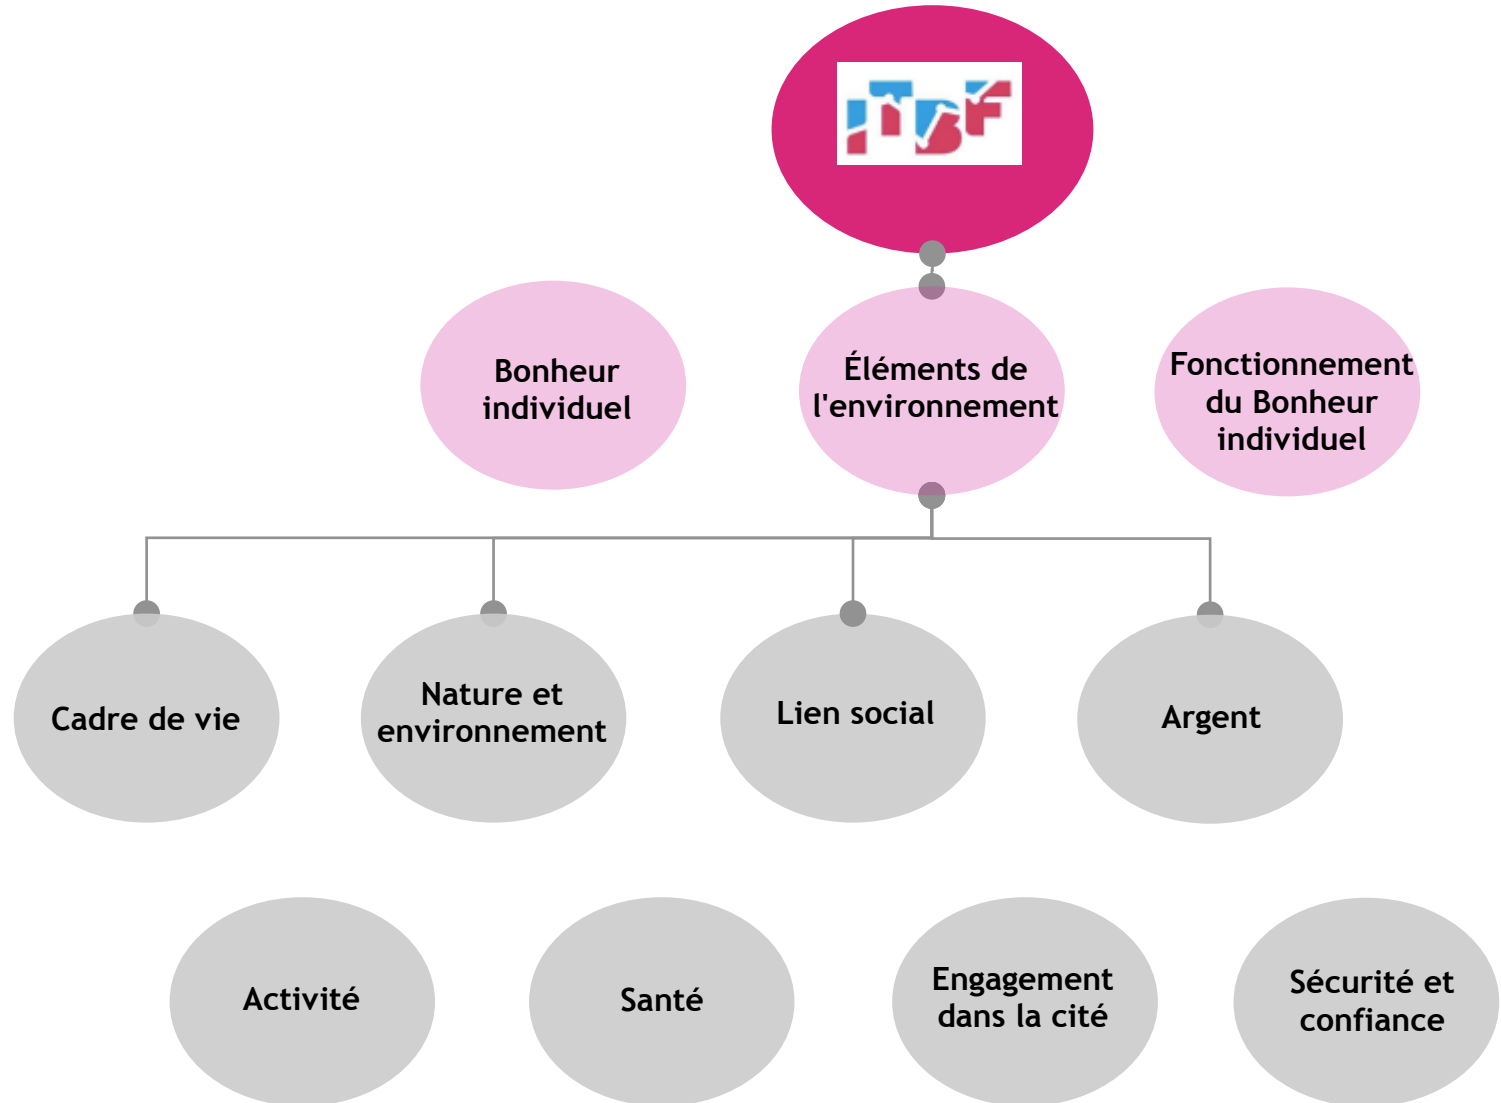 ITBF
Bonheur
individuel
Éléments de
l'environnement
Fonctionnement
du Bonheur
individuel
Cadre de vie
Nature et
environnement
Lien social
Argent
Activité
Santé
Engagement
dans la cité
Sécurité et
confiance